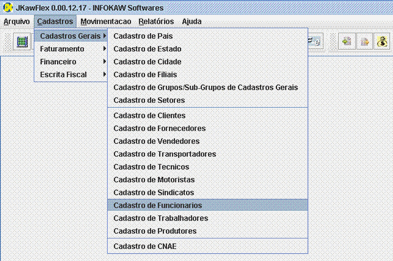 JKawFlex 0.00.12.17 - INFOKAW Softwares
Arquivo Cadastros Movimentacao Relatórios Ajuda
Cadastros Gerais
Faturamento
Financeiro
Escrita Fiscal
Cadastro de Pais
Cadastro de Estado
Cadastro de Cidade
Cadastro de Filiais
Cadastro de Grupos/Sub-Grupos de Cadastros Gerais
Cadastro de Setores
Cadastro de Clientes
Cadastro de Fornecedores
Cadastro de Vendedores
Cadastro de Transportadores
Cadastro de Tecnicos
Cadastro de Motoristas
Cadastro de Sindicatos
Cadastro de Funcionarios
Cadastro de Trabalhadores
Cadastro de Produtores
Cadastro de CNAE